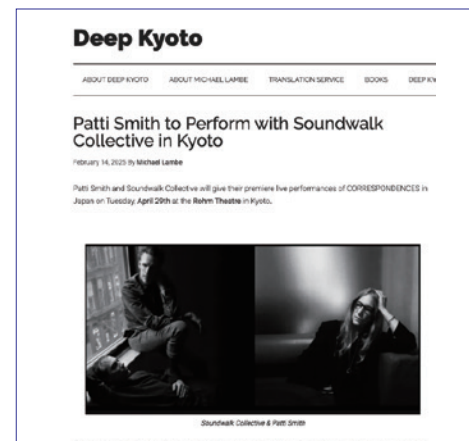 Deep Kyoto
ABOUT DEEP KYOTO ABOUT MICHAEL LAMBE TRANSLATION SERVICE BOOKS DEEP KY
Patti Smith to Perform with Soundwalk
Collective in Kyoto
February 14, 2025 By Michael Lambe
Patti Smith and Soundwalk Collective will give their premiere live performances of CORRESPONDENCES in
Japan on Tuesday, April 29th at the Rohm Theatre in Kyoto.
Soundwalk Collective & Patti Smith